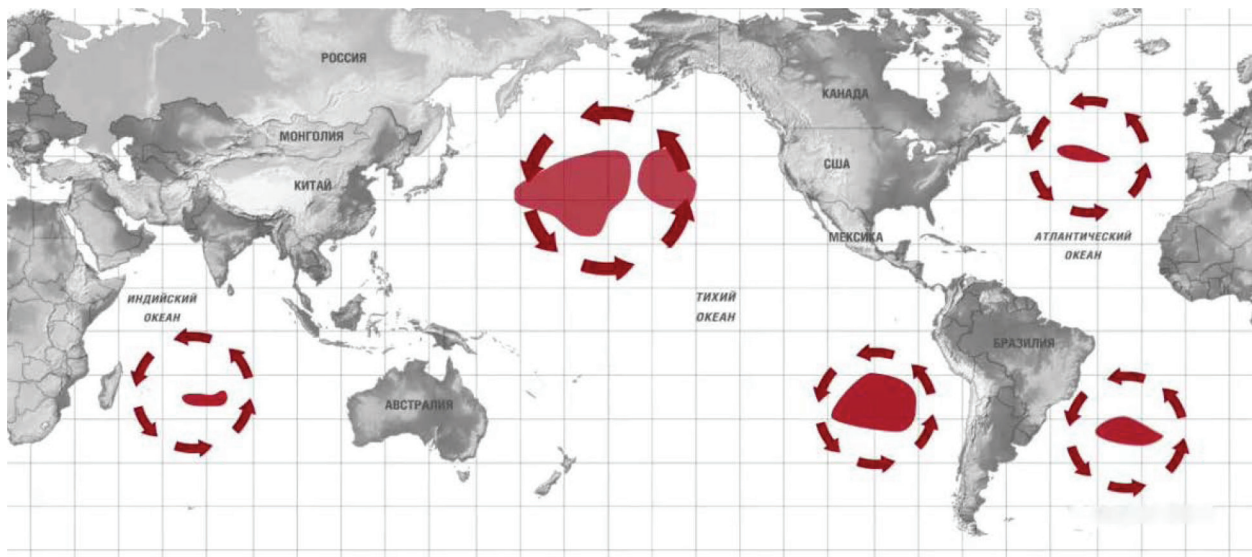 РОССИЯ
КАНАДА
МОНГОЛИЯ
США
КИТАЙ
МЕКСИКА
АТЛАНТИЧЕСКИЙ
ОКЕАН
ИНДИЙСКИЙ
ОКЕАН
ТИХИЙ
ОКЕАН
БРАЗИЛИЯ
АВСТРАЛИЯ